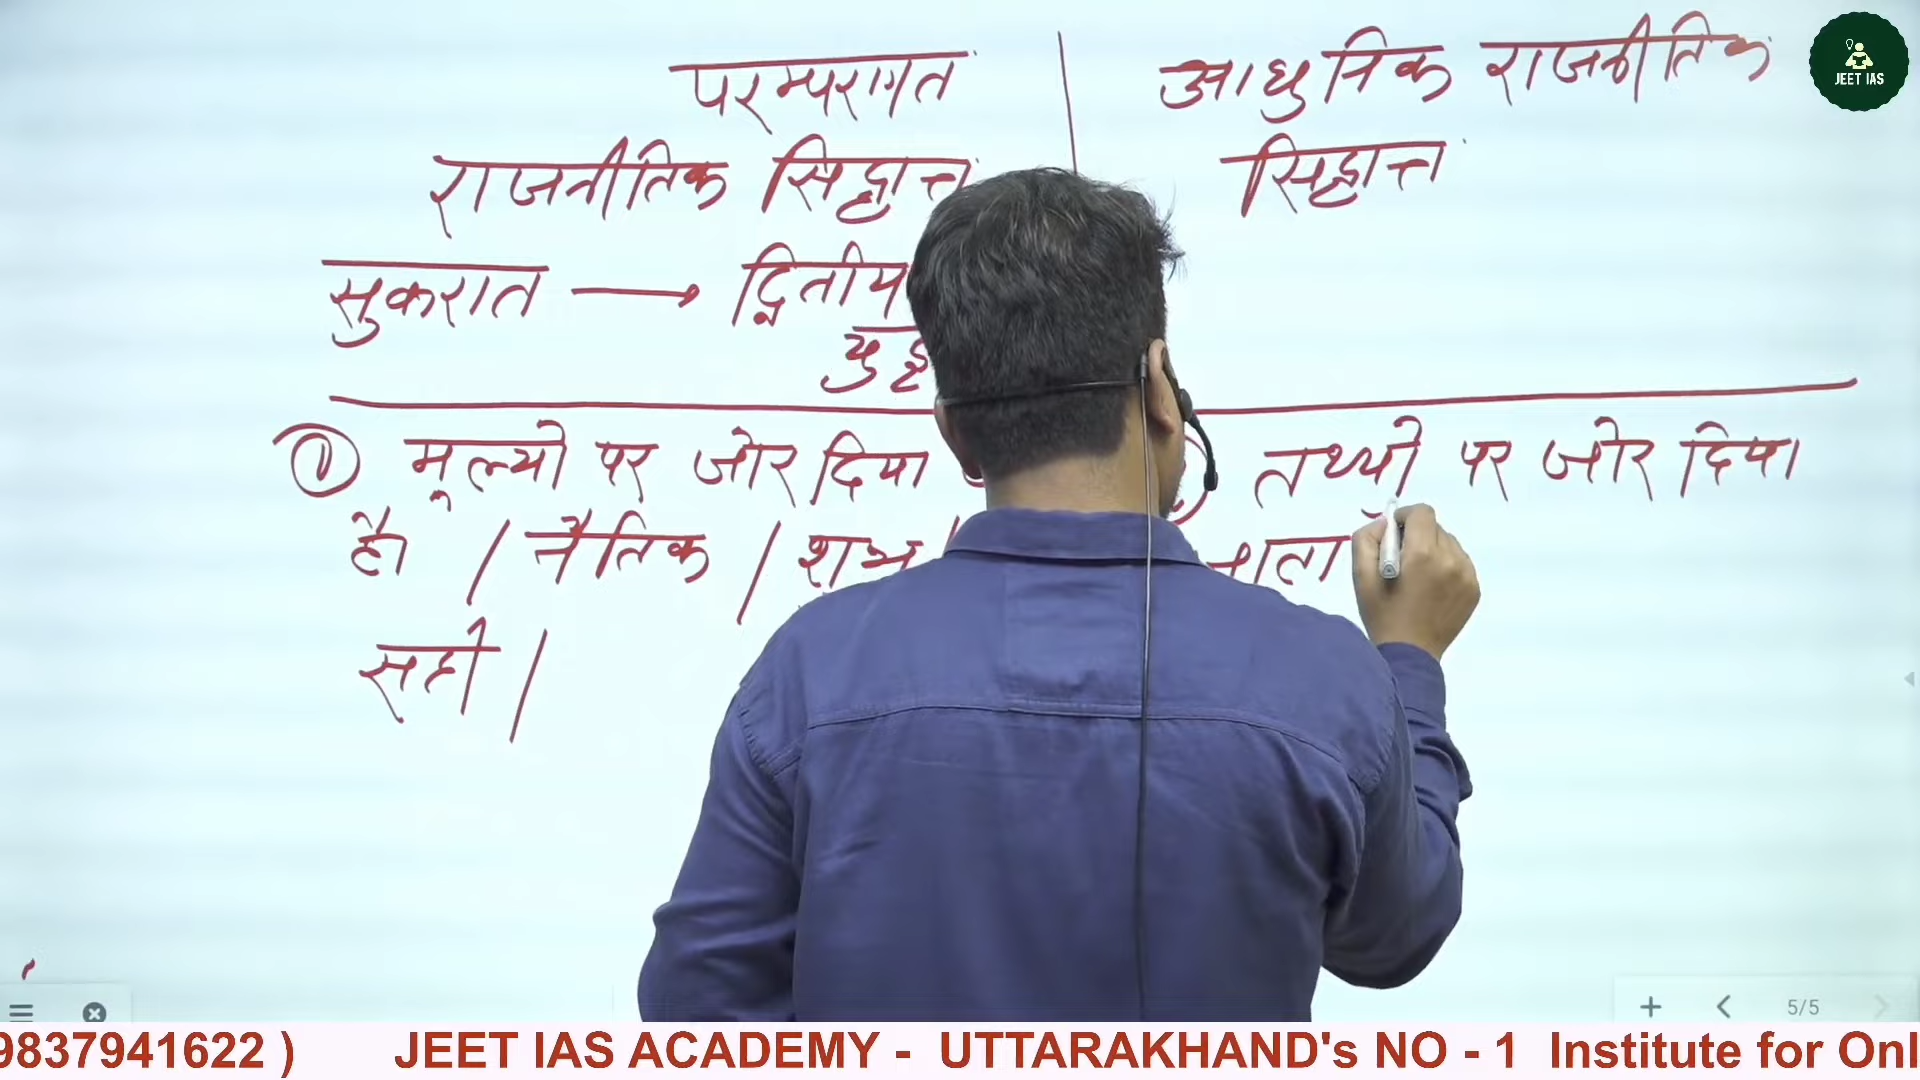 परम्परागत
राजनीतिक सिद्धान्त
सुकरात → द्वितीय
① मूल्यों पर जोर दिया
है। / नैतिक / शुभ
सही /
आधुनिक राजनीतिक
सिद्धान्त
तथ्यों पर जोर दिया
JEET IAS
5/5
9837941622 ) JEET IAS ACADEMY - UTTARAKHAND's NO - 1 Institute for Onl